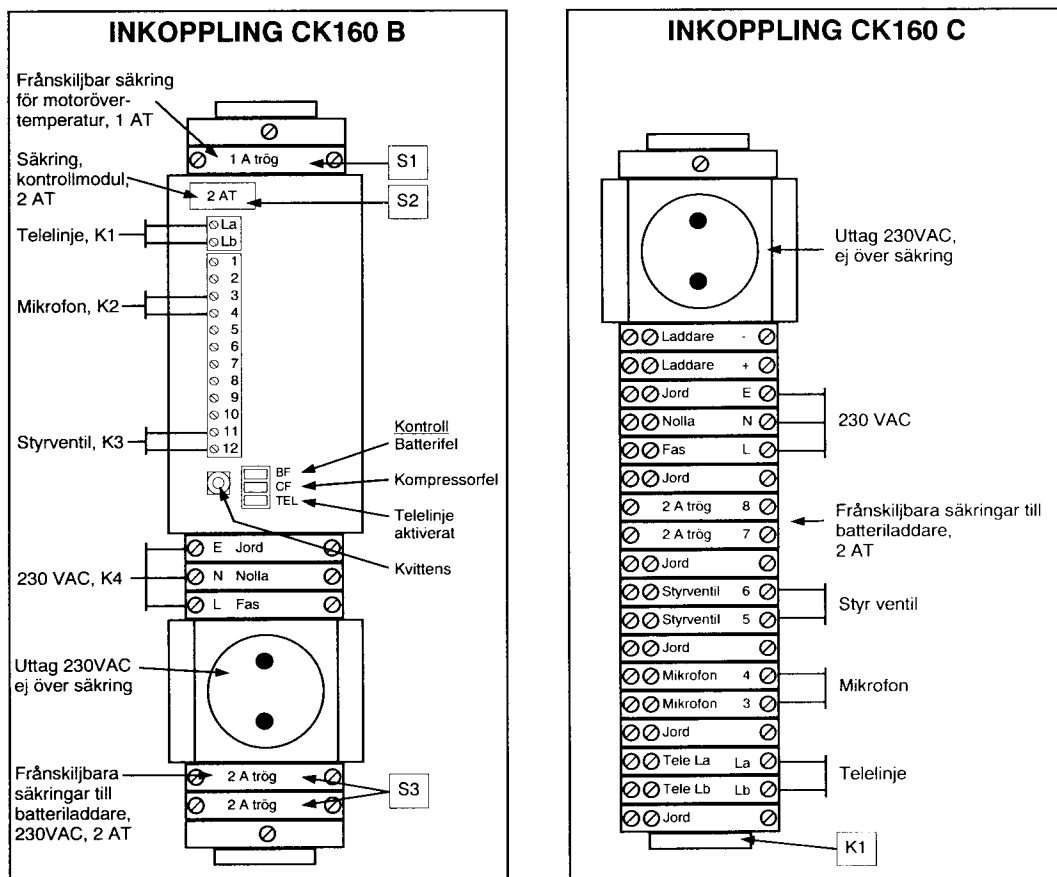 INKOPPLING CK160 B
Frånskiljbar säkring
för motoröver-
temperatur, 1 AT
1 A trög
S1
Säkring,
kontrollmodul,
2 AT
2 AT
S2
Telelinje, K1
La
Lb
1
2
Mikrofon, K2
3
4
5
6
7
8
9
10
Styrventil, K3
11
12
Kontroll
Batterifel
BF
CF
TEL
Kompressorfel
Telelinje
aktiverat
Kvittens
230 VAC, K4
E Jord
N Nolla
L Fas
Uttag 230VAC
ej över säkring
Frånskiljbara
säkringar till
batteriladdare,
230VAC, 2 AT
2 A trög
2 A trög
S3
INKOPPLING CK160 C
Uttag 230VAC,
ej över säkring
Laddare -
Laddare +
Jord E
Nolla N
Fas L
230 VAC
Jord
2 A trög 8
2 A trög 7
Frånskiljbara säkringar till
batteriladdare,
2 AT
Jord
Styrventil 6
Styrventil 5
Styr ventil
Jord
Mikrofon 4
Mikrofon 3
Mikrofon
Jord
Tele La La
Tele Lb Lb
Telelinje
Jord
K1